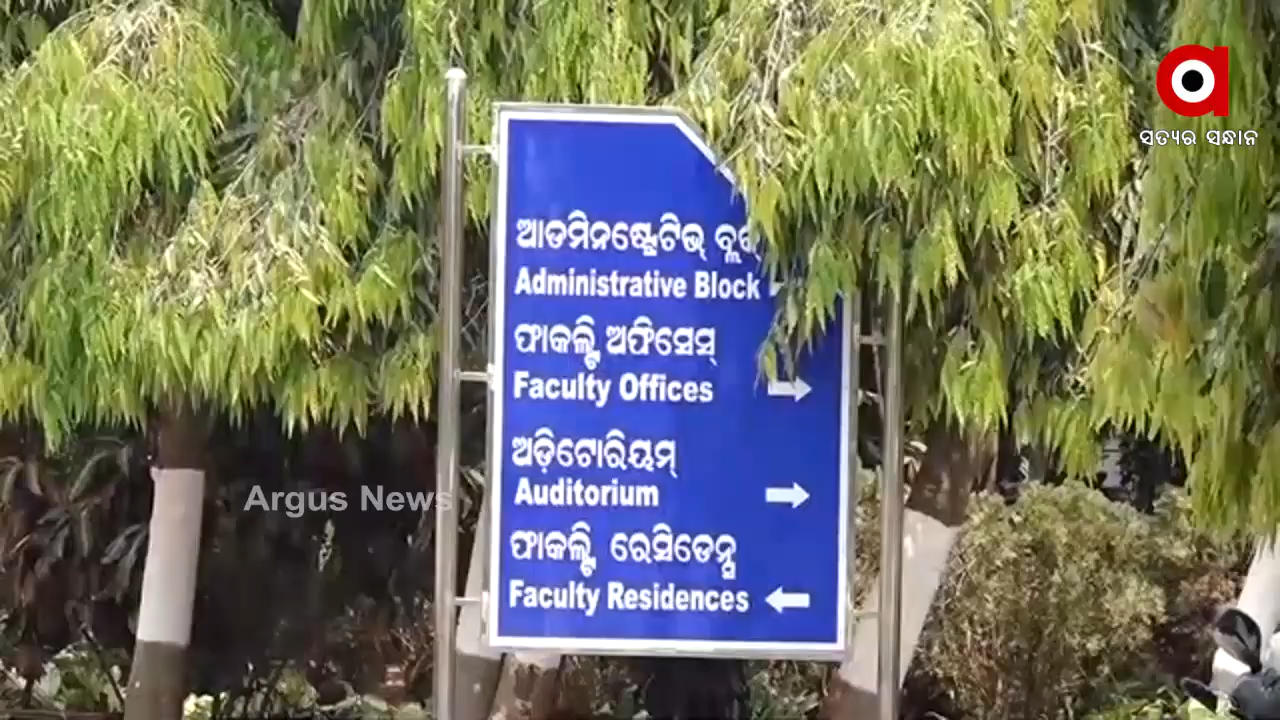 ସତ୍ୟର ସନ୍ଧାନ
ଆଡମିନଷ୍ଟ୍ରେଟିଭ୍ ବ୍ଲକ୍
Administrative Block
ଫାକଲ୍ଟି ଅଫିସେସ୍
Faculty Offices
ଅଡ଼ିଟୋରିୟମ୍
Auditorium
ଫାକଲ୍ଟି ରେସିଡେନ୍ସ
Faculty Residences
Argus News